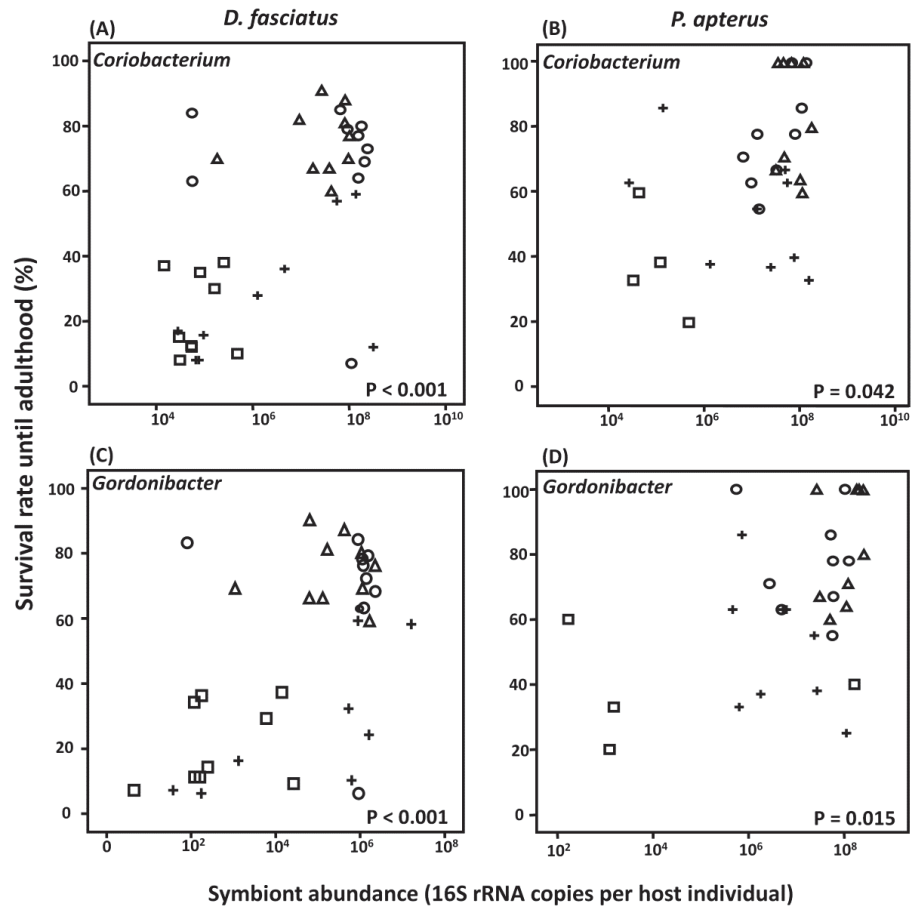 D. fasciatus
P. apterus
(A)
Coriobacterium
100
80
60
40
20
0
P < 0.001
10⁴ 10⁶ 10⁸ 10¹⁰
(B)
Coriobacterium
100
80
60
40
20
0
P = 0.042
10⁴ 10⁶ 10⁸ 10¹⁰
Survival rate until adulthood (%)
(C)
Gordonibacter
100
80
60
40
20
0
P < 0.001
0 10² 10⁴ 10⁶ 10⁸
(D)
Gordonibacter
100
80
60
40
20
0
P = 0.015
10² 10⁴ 10⁶ 10⁸
Symbiont abundance (16S rRNA copies per host individual)